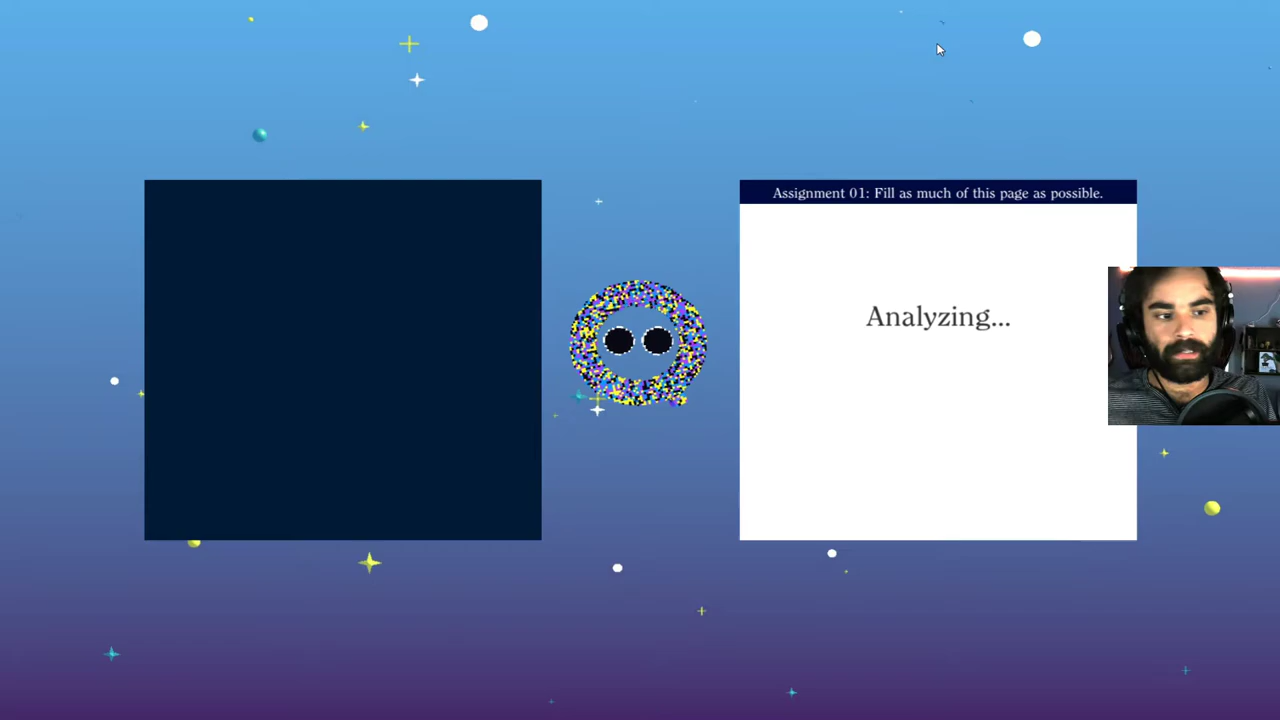 Assignment 01: Fill as much of this page as possible.
Analyzing...